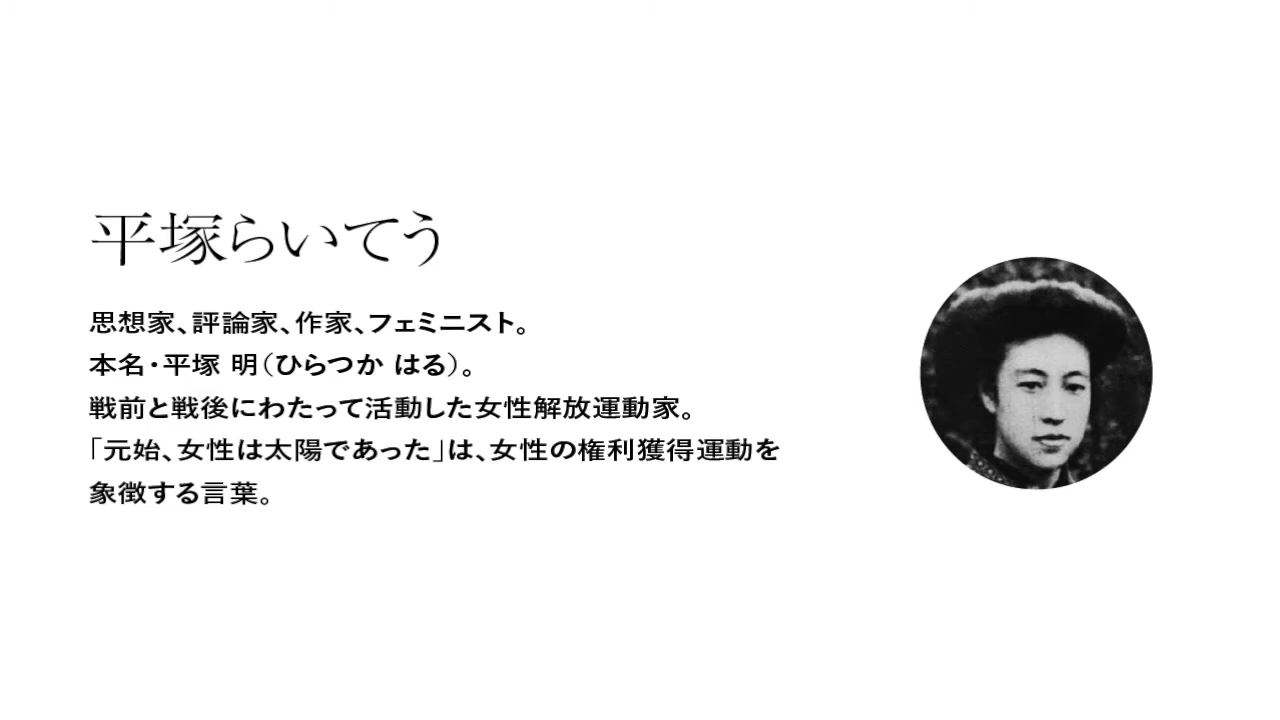 平塚らいてう
思想家、評論家、作家、フェミニスト。
本名・平塚 明（ひらつか はる）。
戦前と戦後にわたって活動した女性解放運動家。
「元始、女性は太陽であった」は、女性の権利獲得運動を
象徴する言葉。